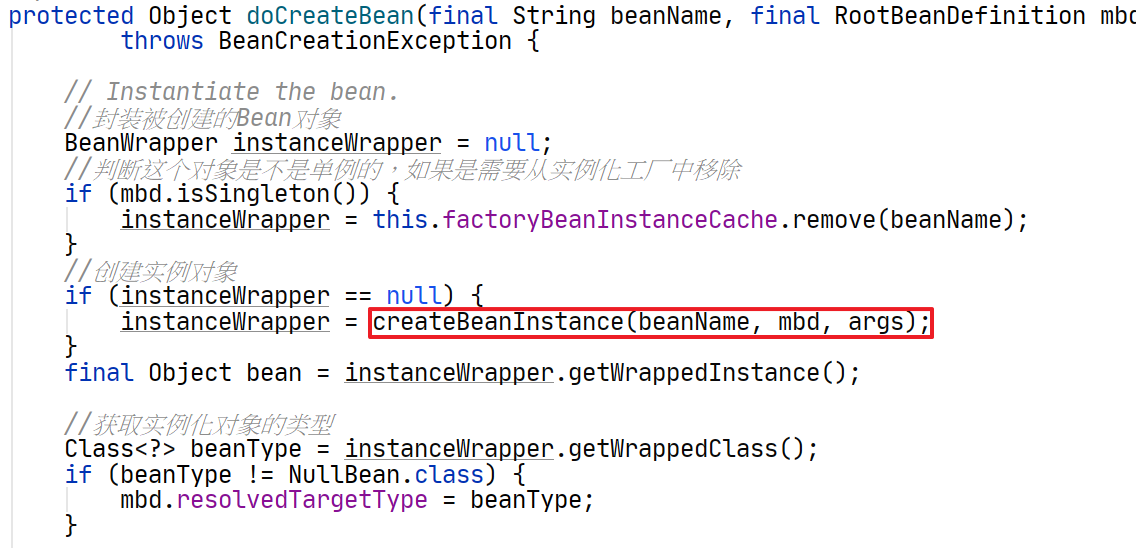 protected Object doCreateBean(final String beanName, final RootBeanDefinition mbd
throws BeanCreationException {
// Instantiate the bean.
//封装被创建的Bean对象
BeanWrapper instanceWrapper = null;
//判断这个对象是不是单例的，如果是需要从实例化工厂中移除
if (mbd.isSingleton()) {
instanceWrapper = this.factoryBeanInstanceCache.remove(beanName);
}
//创建实例对象
if (instanceWrapper == null) {
instanceWrapper = createBeanInstance(beanName, mbd, args);
}
final Object bean = instanceWrapper.getWrappedInstance();
//获取实例化对象的类型
Class<?> beanType = instanceWrapper.getWrappedClass();
if (beanType != NullBean.class) {
mbd.resolvedTargetType = beanType;
}